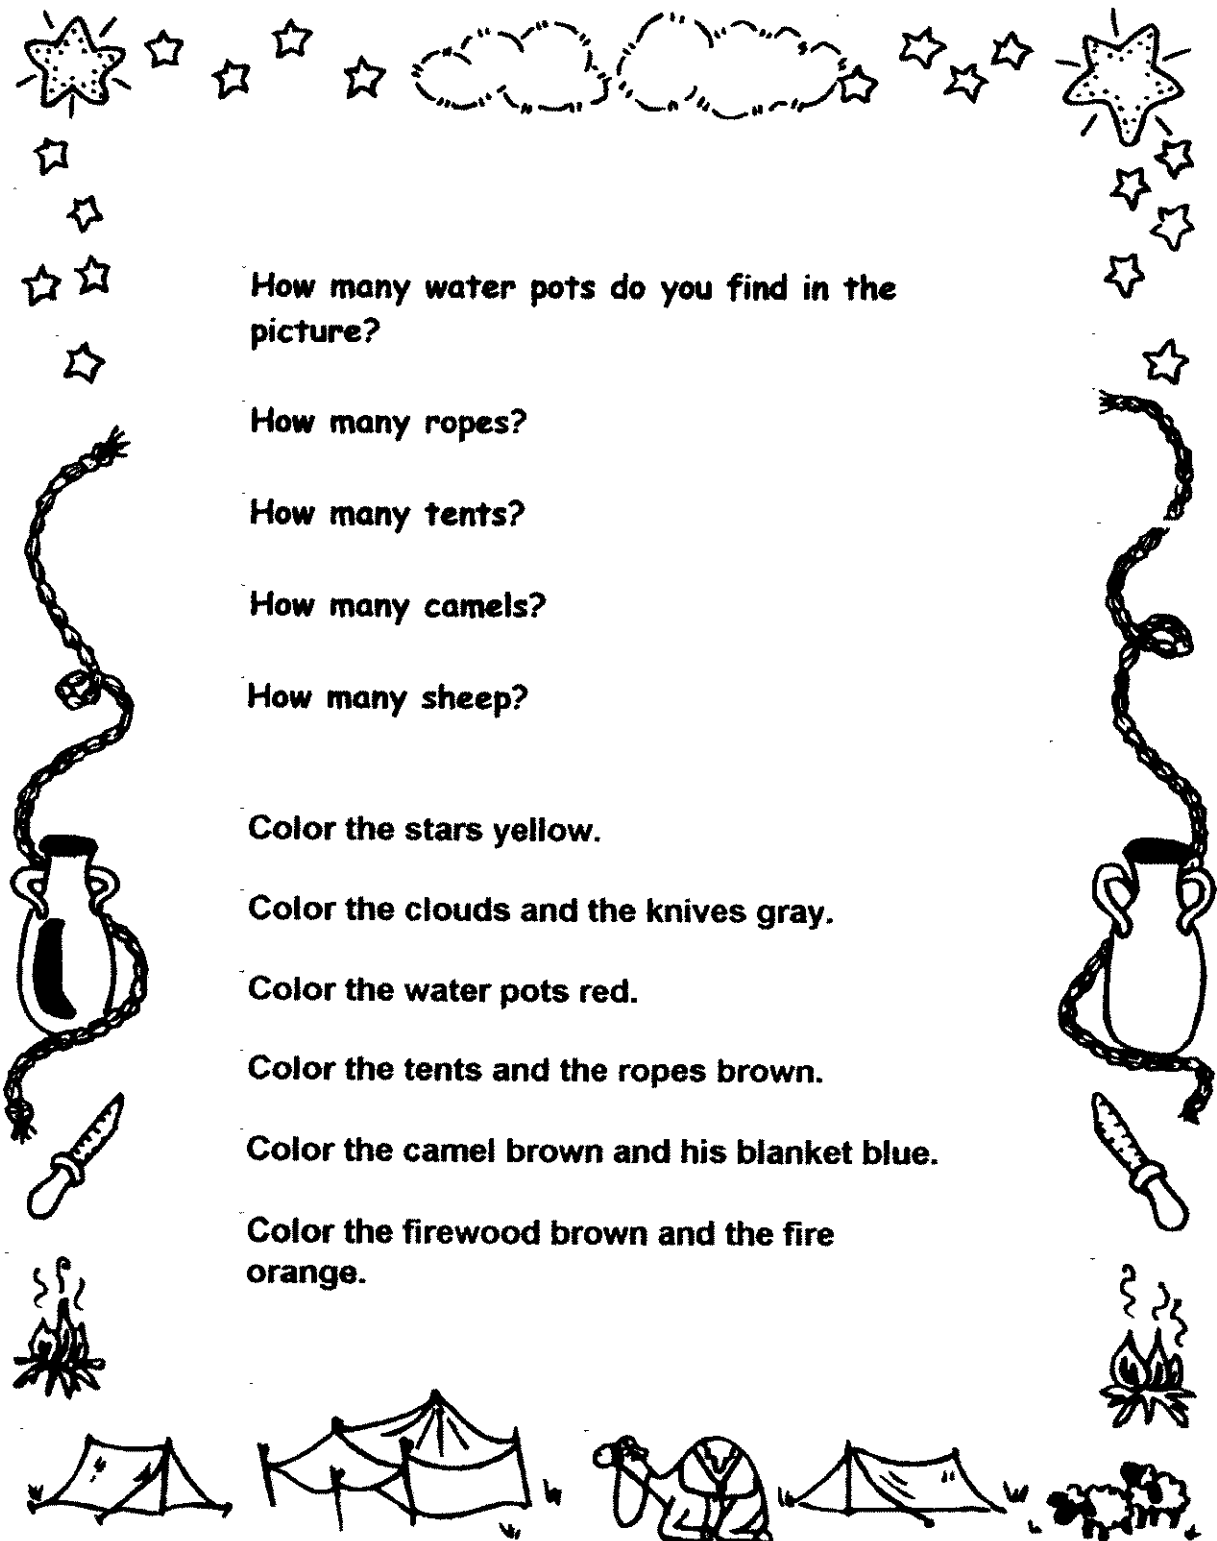 How many water pots do you find in the
picture?
How many ropes?
How many tents?
How many camels?
How many sheep?
Color the stars yellow.
Color the clouds and the knives gray.
Color the water pots red.
Color the tents and the ropes brown.
Color the camel brown and his blanket blue.
Color the firewood brown and the fire
orange.